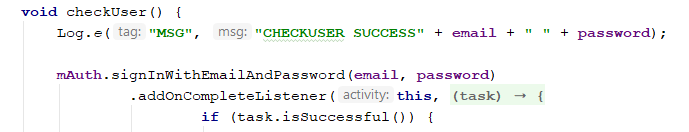 void checkUser() {
Log.e( tag: "MSG", msg: "CHECKUSER SUCCESS" + email + " " + password);
mAuth.signInWithEmailAndPassword(email, password)
.addOnCompleteListener( activity: this, (task) → {
if (task.isSuccessful()) {